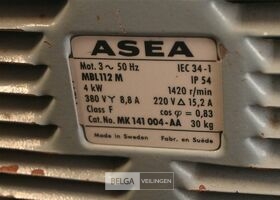 ASEA
Mot. 3 ~ 50 Hz IEC 34-1
MBL112 M IP 54
4 kW 1420 r/min
380 V Y 8,8 A 220 V Δ 15,2 A
Class F cos φ = 0,83
Cat. No. MK 141 004-AA 30 kg
Made in Sweden Fabr. en Suède
BELGA VEILINGEN